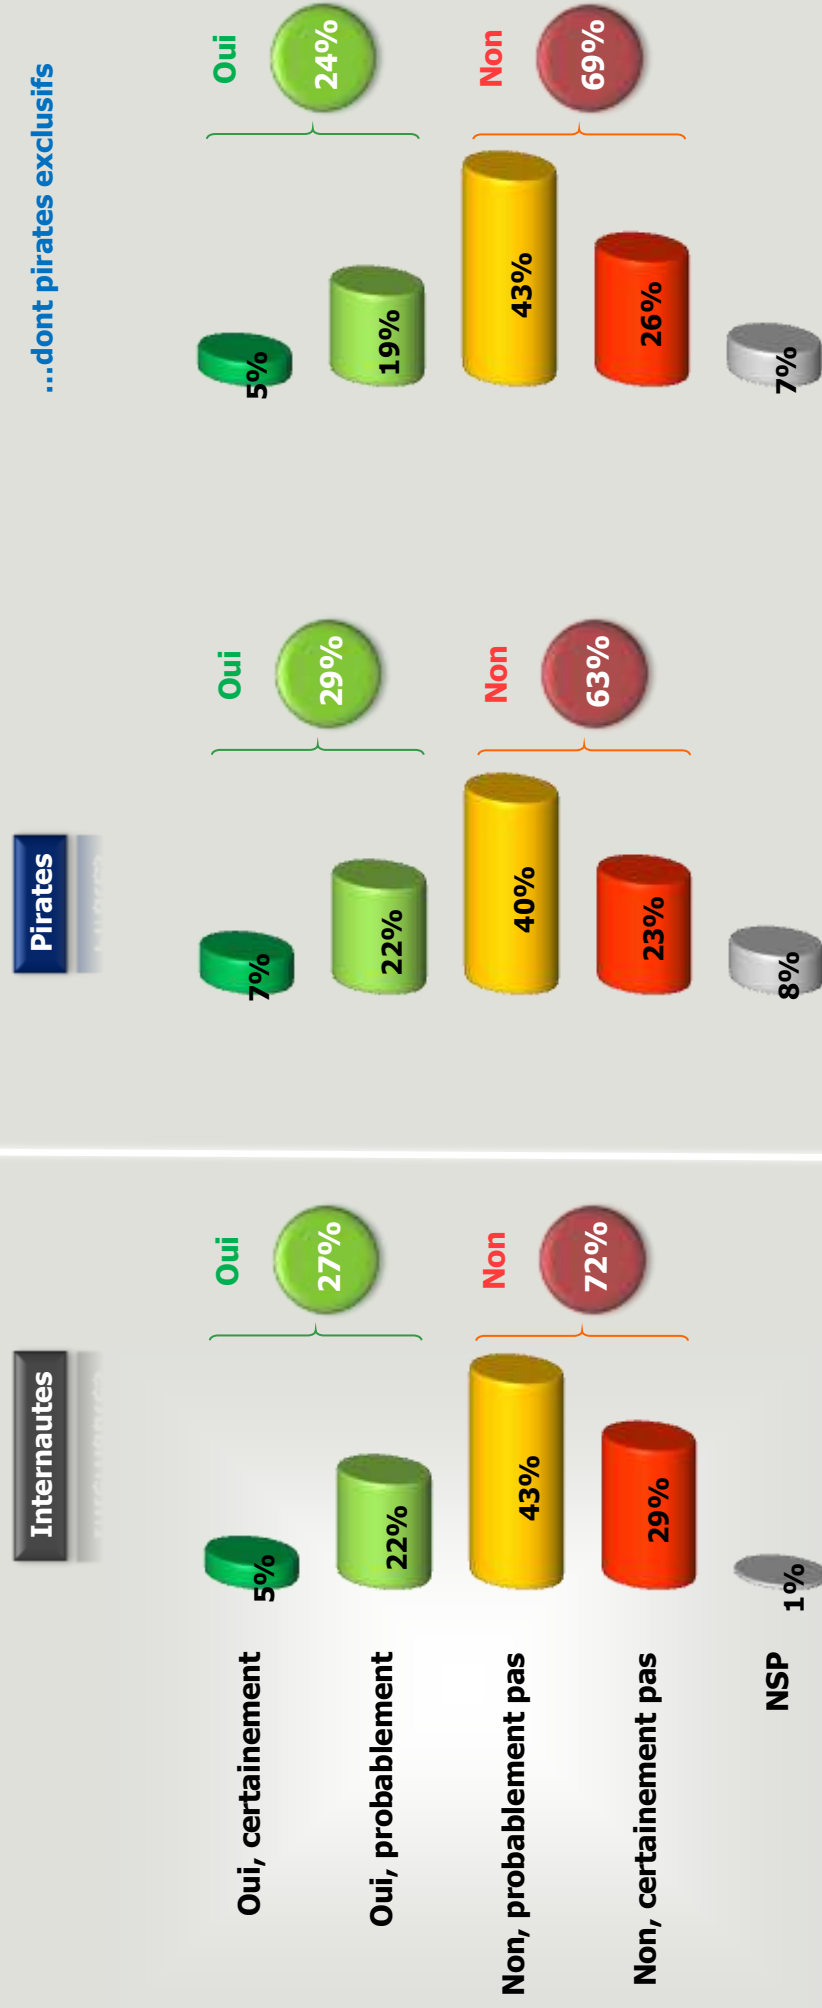 Internautes
Pirates
...dont pirates exclusifs
Oui
27%
Oui
29%
Oui
24%
Oui, certainement
5%
7%
5%
Oui, probablement
22%
22%
19%
Non
72%
Non
63%
Non
69%
Non, probablement pas
43%
40%
43%
Non, certainement pas
29%
23%
26%
NSP
1%
8%
7%